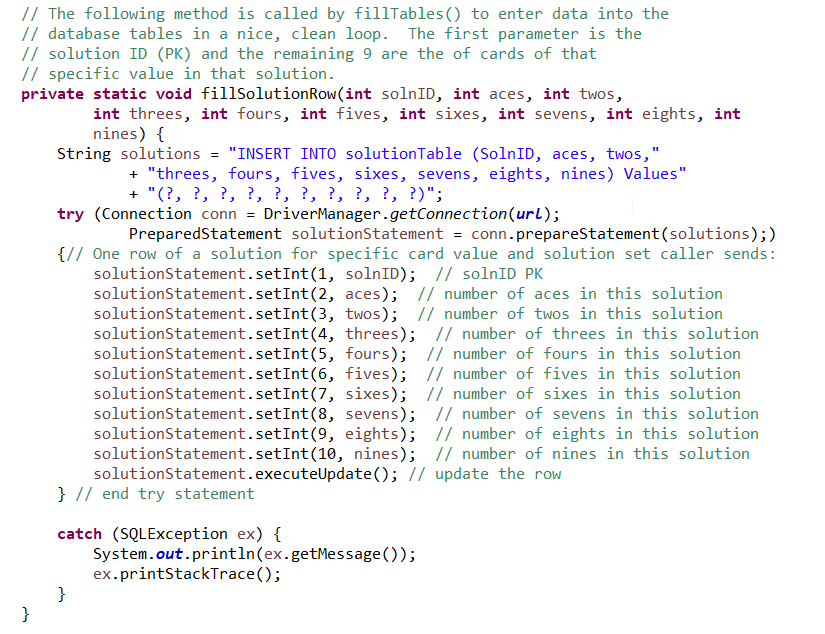 // The following method is called by fillTables() to enter data into the
// database tables in a nice, clean loop.  The first parameter is the
// solution ID (PK) and the remaining 9 are the of cards of that
// specific value in that solution.
private static void fillSolutionRow(int solnID, int aces, int twos,
        int threes, int fours, int fives, int sixes, int sevens, int eights, int
        nines) {
    String solutions = "INSERT INTO solutionTable (SolnID, aces, twos,"
            + "threes, fours, fives, sixes, sevens, eights, nines) Values"
            + "(?, ?, ?, ?, ?, ?, ?, ?, ?, ?)";
    try (Connection conn = DriverManager.getConnection(url);
            PreparedStatement solutionStatement = conn.prepareStatement(solutions);)
    {// One row of a solution for specific card value and solution set caller sends:
        solutionStatement.setInt(1, solnID);  // solnID PK
        solutionStatement.setInt(2, aces);  // number of aces in this solution
        solutionStatement.setInt(3, twos);  // number of twos in this solution
        solutionStatement.setInt(4, threes);  // number of threes in this solution
        solutionStatement.setInt(5, fours);  // number of fours in this solution
        solutionStatement.setInt(6, fives);  // number of fives in this solution
        solutionStatement.setInt(7, sixes);  // number of sixes in this solution
        solutionStatement.setInt(8, sevens);  // number of sevens in this solution
        solutionStatement.setInt(9, eights);  // number of eights in this solution
        solutionStatement.setInt(10, nines);  // number of nines in this solution
        solutionStatement.executeUpdate(); // update the row
    } // end try statement

    catch (SQLException ex) {
        System.out.println(ex.getMessage());
        ex.printStackTrace();
    }
}